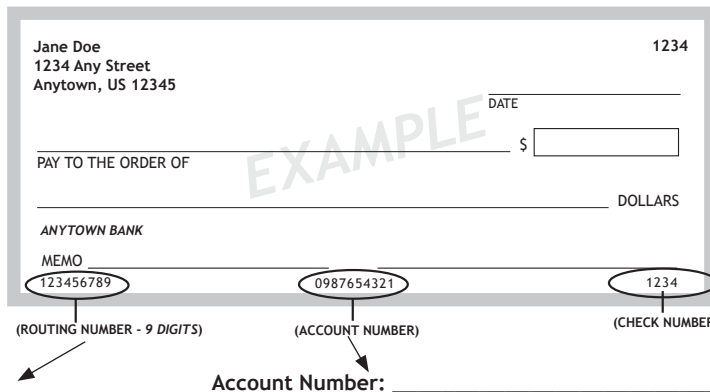 Jane Doe 1234
1234 Any Street
Anytown, US 12345
DATE
EXAMPLE
$
PAY TO THE ORDER OF
DOLLARS
ANYTOWN BANK
MEMO
123456789 0987654321 1234
(ROUTING NUMBER - 9 DIGITS) (ACCOUNT NUMBER) (CHECK NUMBER
Account Number: